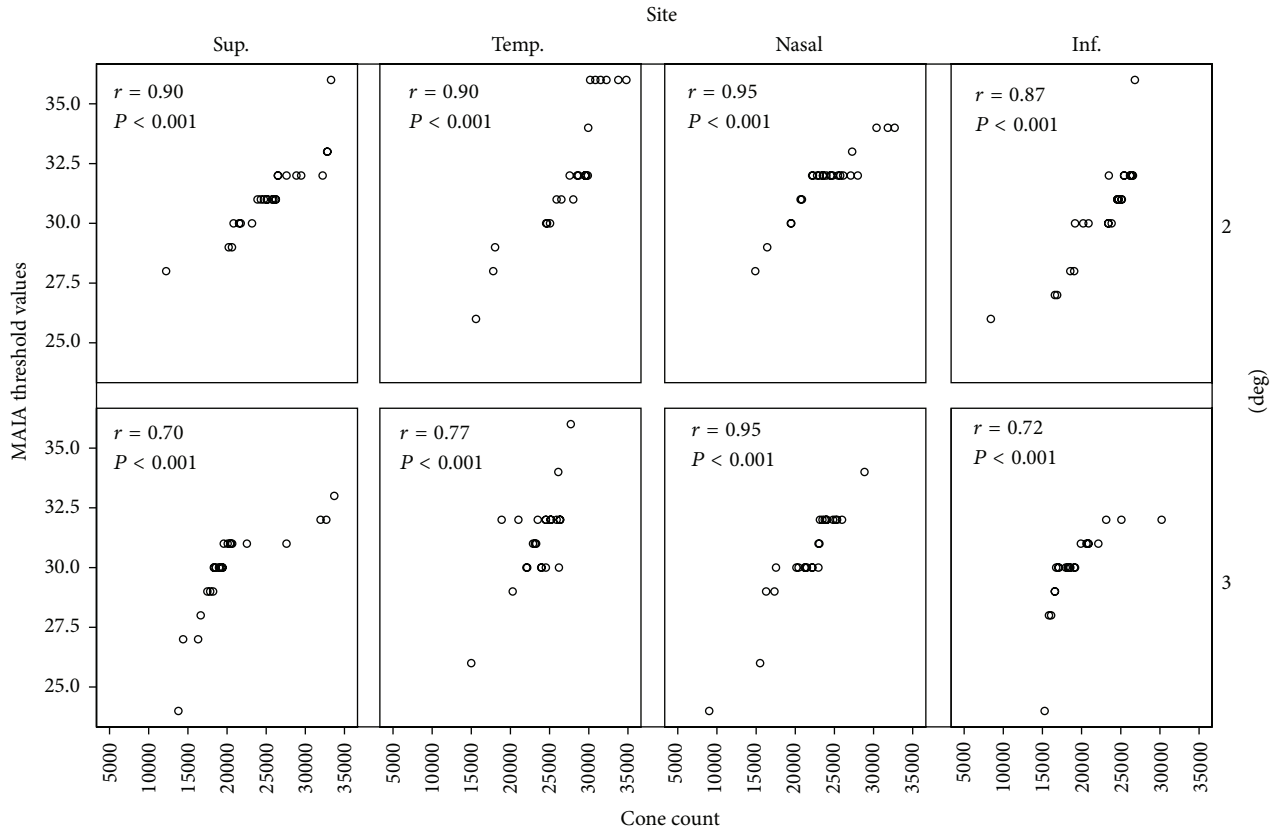 Site
Sup. Temp. Nasal Inf.
r = 0.90
P < 0.001
r = 0.90
P < 0.001
r = 0.95
P < 0.001
r = 0.87
P < 0.001
35.0
32.5
30.0
27.5
25.0
2
r = 0.70
P < 0.001
r = 0.77
P < 0.001
r = 0.95
P < 0.001
r = 0.72
P < 0.001
35.0
32.5
30.0
27.5
25.0
3
MAIA threshold values
(deg)
5000 10000 15000 20000 25000 30000 35000 5000 10000 15000 20000 25000 30000 35000 5000 10000 15000 20000 25000 30000 35000 5000 10000 15000 20000 25000 30000 35000
Cone count